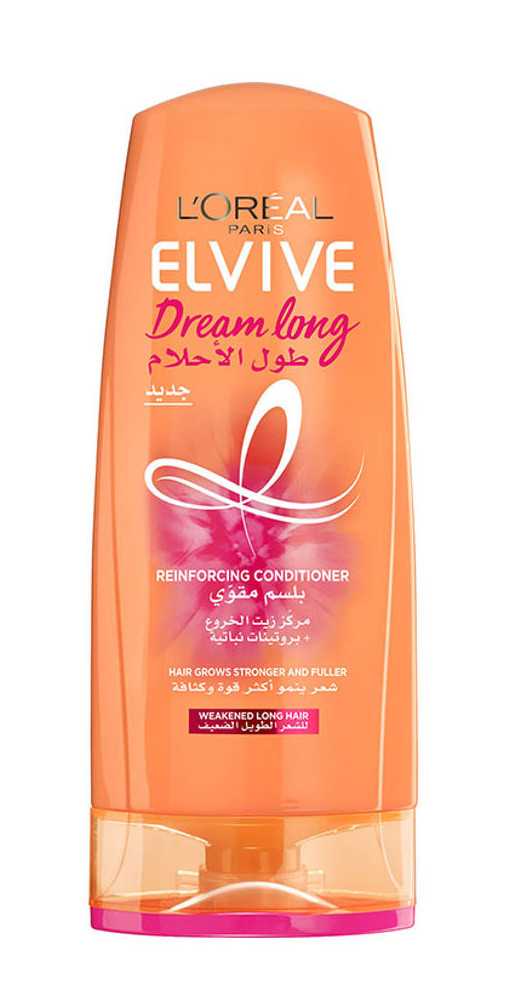 L'ORÉAL
PARIS
ELVIVE
Dream long
طول الأحلام
جديد
REINFORCING CONDITIONER
بلسم مقوّي
مركّز زيت الخروع
+ بروتينات نباتية
HAIR GROWS STRONGER AND FULLER
شعر ينمو أكثر قوة وكثافة
WEAKENED LONG HAIR
للشعر الطويل الضعيف